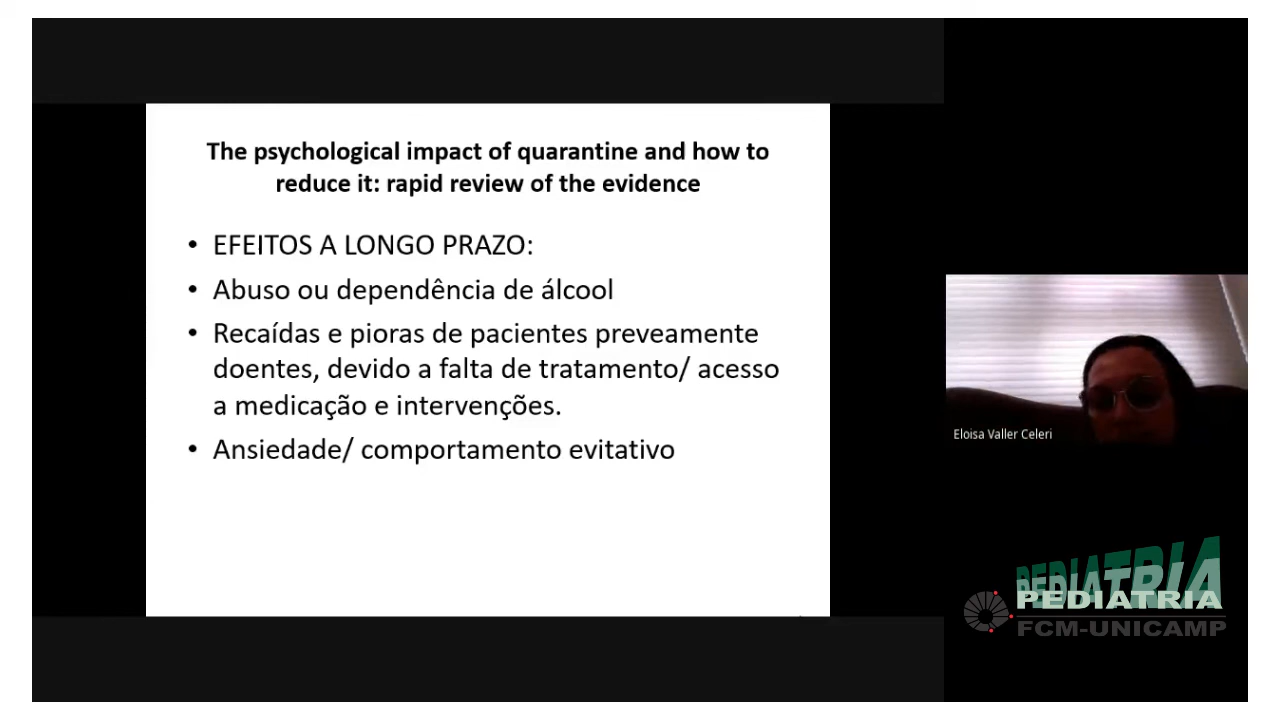 The psychological impact of quarantine and how to
reduce it: rapid review of the evidence
• EFEITOS A LONGO PRAZO:
• Abuso ou dependência de álcool
• Recaídas e pioras de pacientes preveamente
doentes, devido a falta de tratamento/ acesso
a medicação e intervenções.
• Ansiedade/ comportamento evitativo
Eloisa Valler Celeri
PEDIATRIA
PEDIATRIA
FCM-UNICAMP